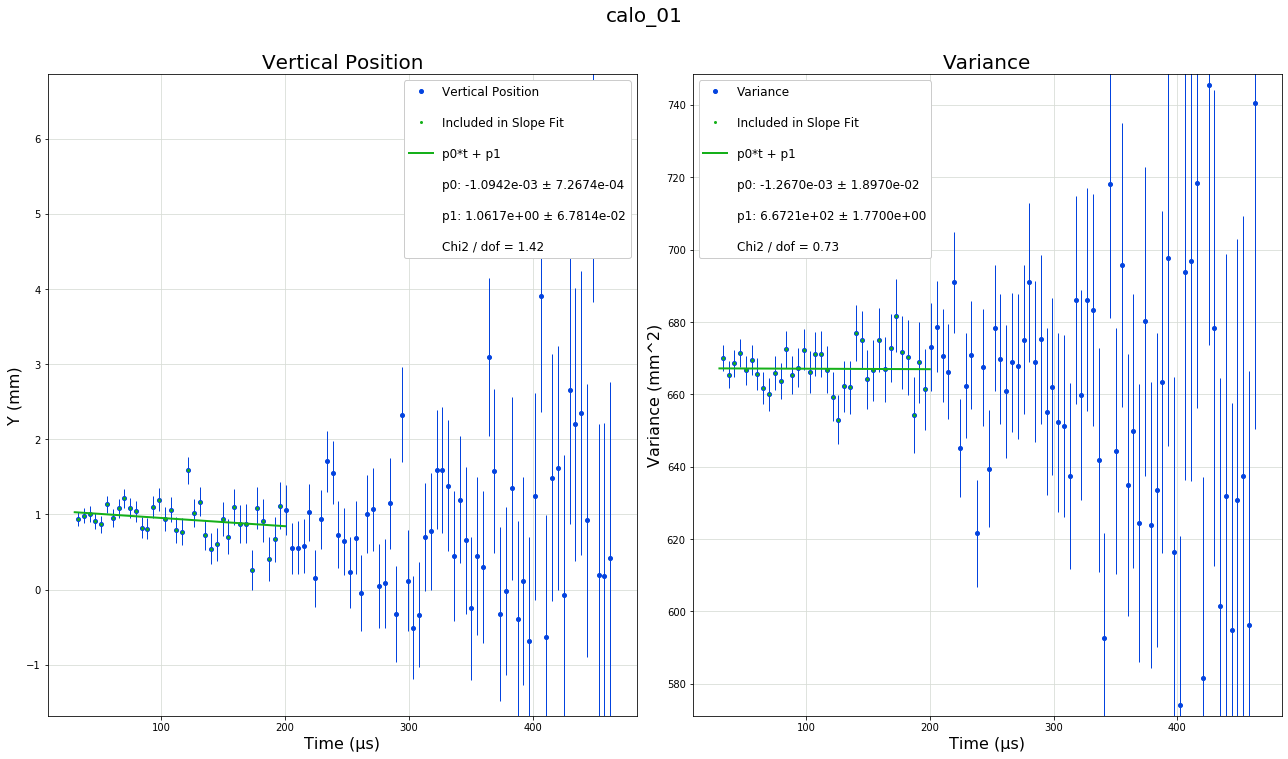 calo_01
Vertical Position
Vertical Position
Included in Slope Fit
p0*t + p1
p0: -1.0942e-03 ± 7.2674e-04
p1: 1.0617e+00 ± 6.7814e-02
Chi2 / dof = 1.42
Y (mm)
6
5
4
3
2
1
0
−1
100
200
300
400
Time (μs)
Variance
Variance
Included in Slope Fit
p0*t + p1
p0: -1.2670e-03 ± 1.8970e-02
p1: 6.6721e+02 ± 1.7700e+00
Chi2 / dof = 0.73
Variance (mm^2)
740
720
700
680
660
640
620
600
580
100
200
300
400
Time (μs)